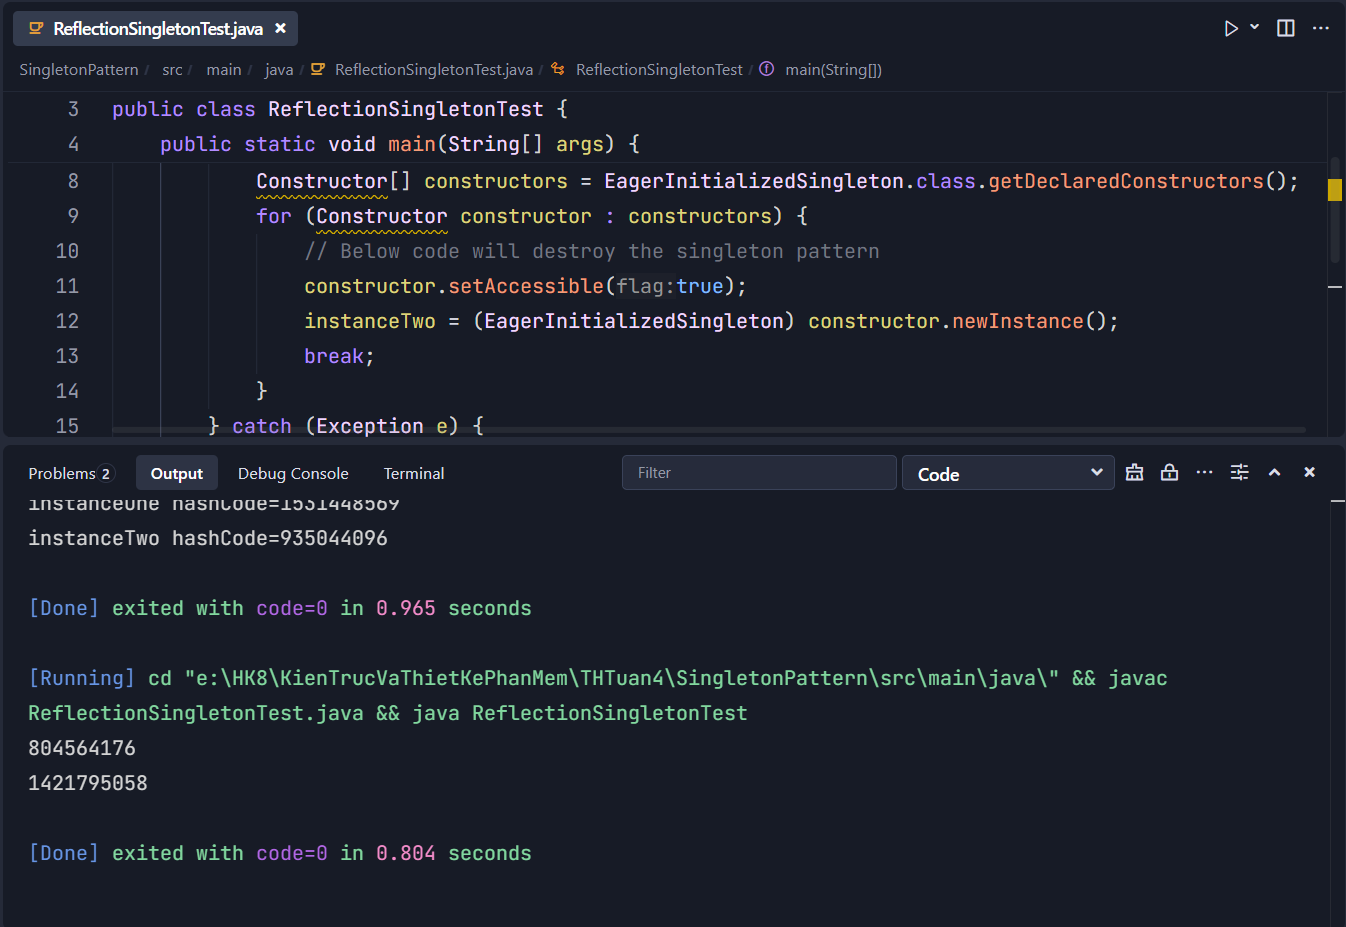 ReflectionSingletonTest.java
SingletonPattern / src / main / java / ReflectionSingletonTest.java / ReflectionSingletonTest / main(String[])
3 public class ReflectionSingletonTest {
4 public static void main(String[] args) {
8 Constructor[] constructors = EagerInitializedSingleton.class.getDeclaredConstructors();
9 for (Constructor constructor : constructors) {
10 // Below code will destroy the singleton pattern
11 constructor.setAccessible(flag:true);
12 instanceTwo = (EagerInitializedSingleton) constructor.newInstance();
13 break;
14 }
15 } catch (Exception e) {
Problems 2 Output Debug Console Terminal Filter Code
instanceOne hashCode=1531448569
instanceTwo hashCode=935044096
[Done] exited with code=0 in 0.965 seconds
[Running] cd "e:\HK8\KienTrucVaThietKePhanMem\THTuan4\SingletonPattern\src\main\java\" && javac
ReflectionSingletonTest.java && java ReflectionSingletonTest
804564176
1421795058
[Done] exited with code=0 in 0.804 seconds